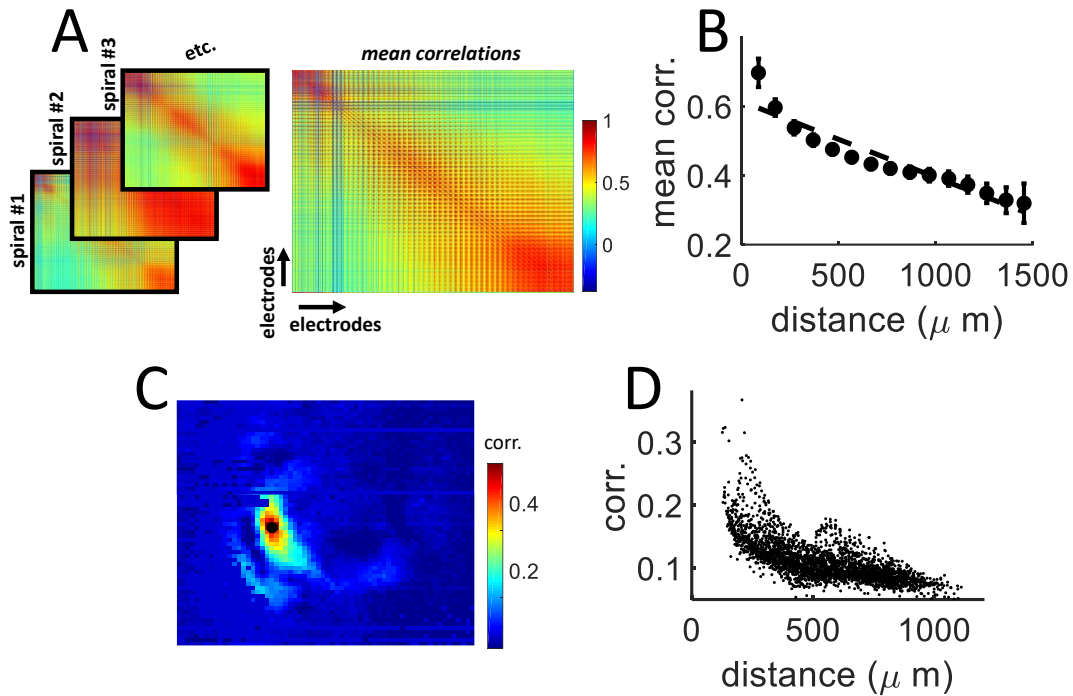 A
spiral #1
spiral #2
spiral #3
etc.
mean correlations
electrodes
electrodes
1
0.5
0
B
mean corr.
0.6
0.4
0.2
0
500
1000
1500
distance (μ m)
C
corr.
0.4
0.2
D
corr.
0.3
0.2
0.1
0
500
1000
distance (μ m)